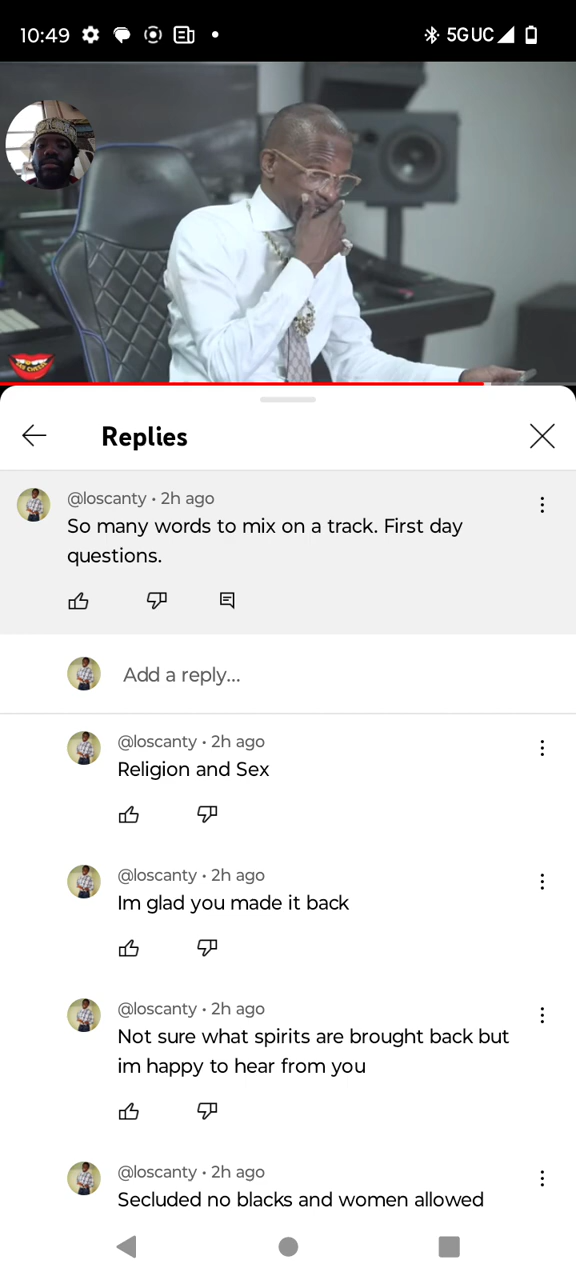 10:49
5GUC
Replies
@loscanty • 2h ago
So many words to mix on a track. First day
questions.
Add a reply...
@loscanty • 2h ago
Religion and Sex
@loscanty • 2h ago
Im glad you made it back
@loscanty • 2h ago
Not sure what spirits are brought back but
im happy to hear from you
@loscanty • 2h ago
Secluded no blacks and women allowed